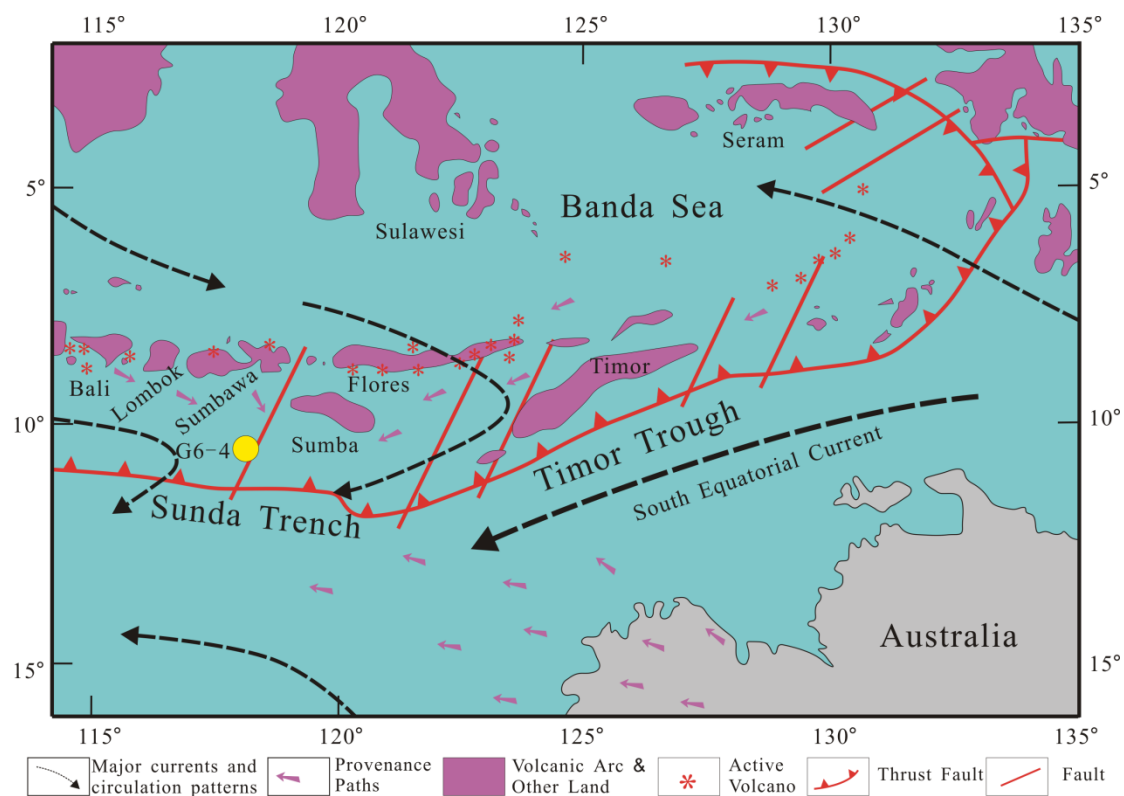 115°
120°
125°
130°
135°
Seram
5°
5°
Banda Sea
Sulawesi
Bali
Lombok
Sumbawa
Flores
Timor
10°
10°
G6-4
Sumba
Timor Trough
South Equatorial Current
Sunda Trench
Australia
15°
15°
115°
120°
125°
130°
135°
Major currents and
circulation patterns
Provenance
Paths
Volcanic Arc &
Other Land
Active
Volcano
Thrust Fault
Fault